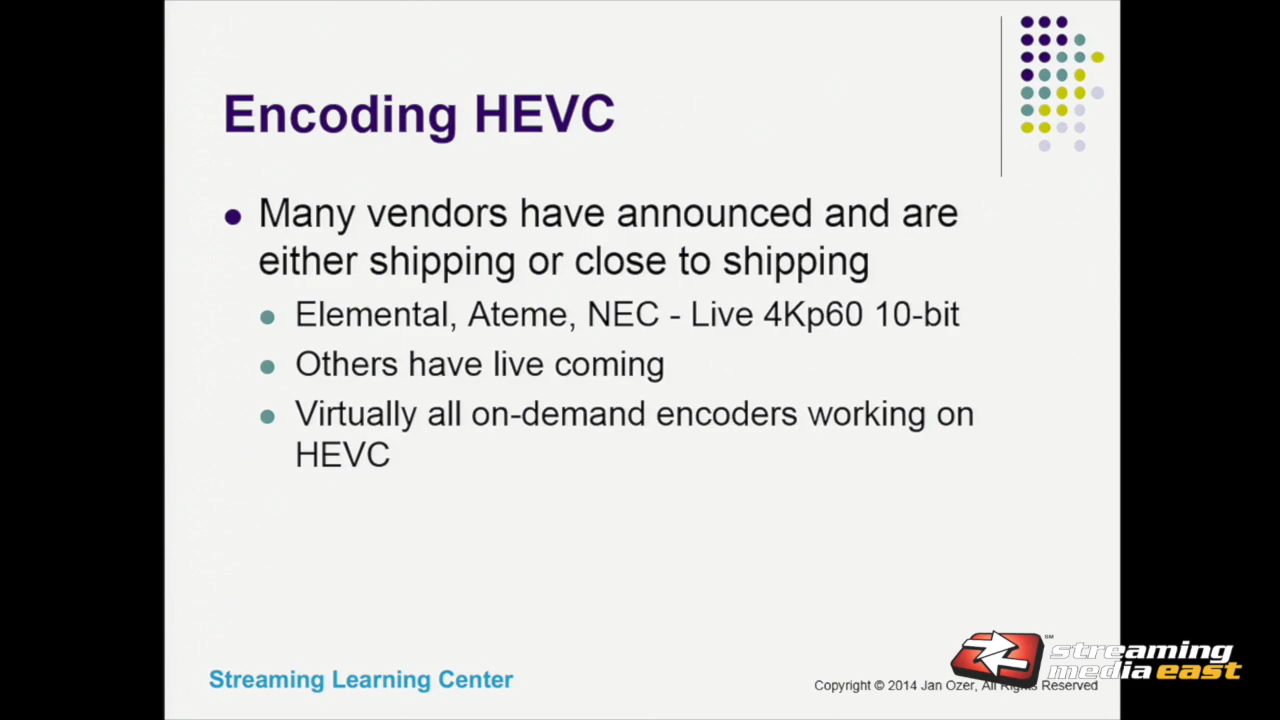 Encoding HEVC
Many vendors have announced and are
either shipping or close to shipping
Elemental, Ateme, NEC - Live 4Kp60 10-bit
Others have live coming
Virtually all on-demand encoders working on
HEVC
Streaming Learning Center
Copyright © 2014 Jan Ozer, All Rights Reserved
SM
streaming
media east